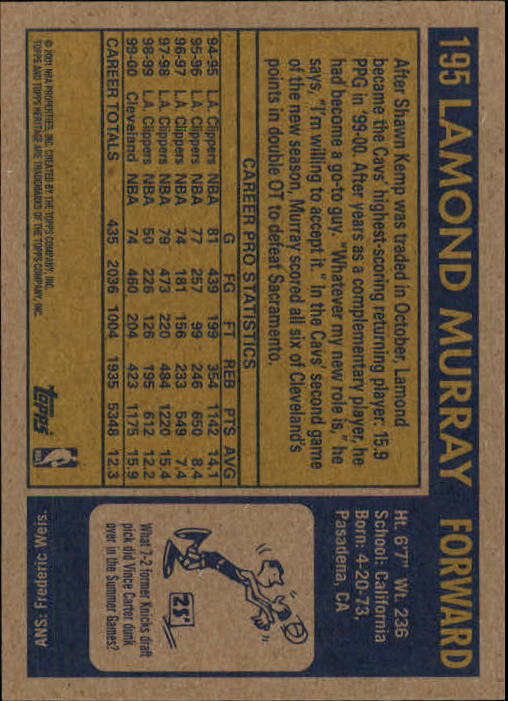 195 LAMOND MURRAY FORWARD
After Shawn Kemp was traded in October, Lamond
became the Cavs' highest-scoring returning player: 15.9
PPG in '99-00. After years as a complementary player, he
had become a go-to guy. "Whatever my new role is," he
says, "I'm willing to accept it." In the Cavs' second game
of the new season, Murray scored all six of Cleveland's
points in double OT to defeat Sacramento.
CAREER PRO STATISTICS
G FG FT REB PTS AVG
94-95 L.A. Clippers NBA 81 439 199 354 1142 14.1
95-96 L.A. Clippers NBA 77 257 99 246 650 8.4
96-97 L.A. Clippers NBA 74 181 156 233 549 7.4
97-98 L.A. Clippers NBA 79 473 220 484 1220 15.4
98-99 L.A. Clippers NBA 50 226 126 195 612 12.2
99-00 Cleveland NBA 74 460 204 423 1175 15.9
CAREER TOTALS 435 2036 1004 1935 5348 12.3
© 2001 NBA PROPERTIES, INC. CREATED BY THE TOPPS COMPANY, INC.
TOPPS AND TOPPS HERITAGE ARE TRADEMARKS OF THE TOPPS COMPANY, INC.
Topps
NBA
Ht. 6'7" Wt. 236
School: California
Born: 4-20-73,
Pasadena, CA
25¢
What 7-2 former Knicks draft
pick did Vince Carter dunk
over in the Summer Games?
ANS: Frederic Weis.